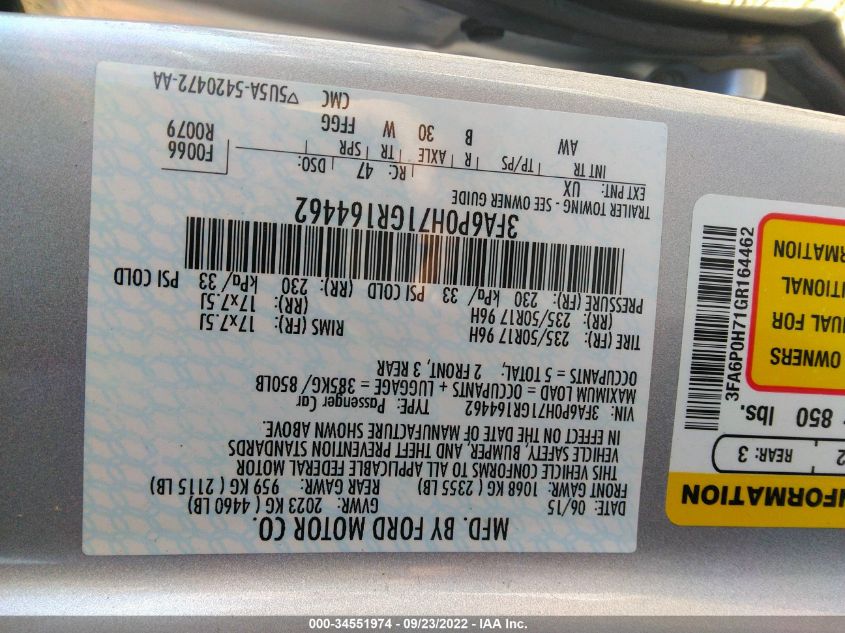 MFD. BY FORD MOTOR CO.
DATE: 06/15 GVWR: 2023 KG ( 4460 LB)
FRONT GAWR: 1068 KG ( 2355 LB) REAR GAWR: 959 KG ( 2115 LB)
THIS VEHICLE CONFORMS TO ALL APPLICABLE FEDERAL MOTOR
VEHICLE SAFETY, BUMPER, AND THEFT PREVENTION STANDARDS
IN EFFECT ON THE DATE OF MANUFACTURE SHOWN ABOVE.
VIN: 3FA6P0H71GR164462 TYPE: Passenger Car
MAXIMUM LOAD = OCCUPANTS + LUGGAGE = 385KG/ 850LB
OCCUPANTS = 5 TOTAL; 2 FRONT, 3 REAR
TIRE (FR): 235/50R17 96H RIMS (FR): 17x7.5J
(RR): 235/50R17 96H (RR): 17x7.5J
PRESSURE (FR): 230 kPa/ 33 PSI COLD (RR): 230 kPa/ 33 PSI COLD
3FA6P0H71GR164462
TRAILER TOWING - SEE OWNER GUIDE
EXT PNT: UX RC: 47 DSO: F0066
R0079
INT TR TP/PS R AXLE TR SPR
AW B 30 W FFGG
CMC ▽5U5A-5420472-AA
NFORMATION
2 REAR: 3
850 lbs.
OWNERS
NUAL FOR
ITIONAL
ORMATION
3FA6P0H71GR164462
000-34551974 - 09/23/2022 - IAA Inc.